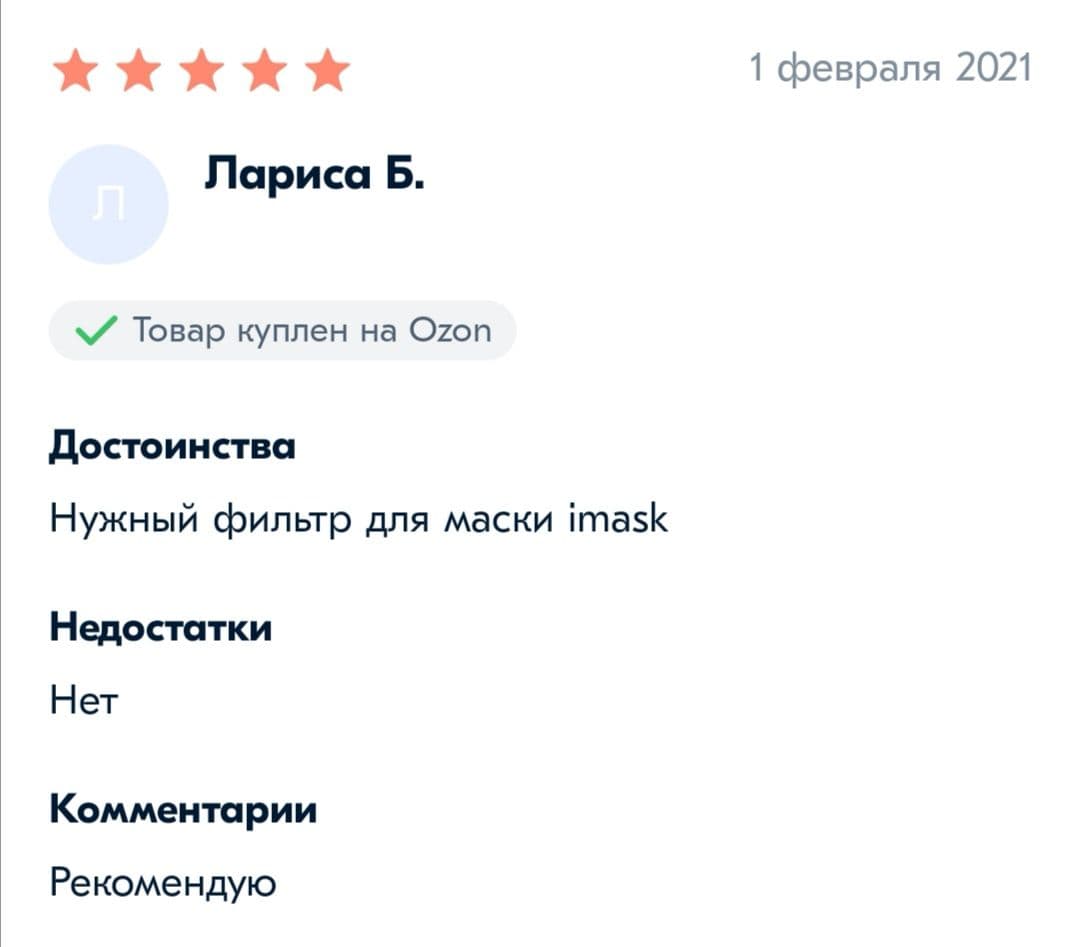 1 февраля 2021
Л
Лариса Б.
Товар куплен на Ozon
Достоинства
Нужный фильтр для маски imask
Недостатки
Нет
Комментарии
Рекомендую